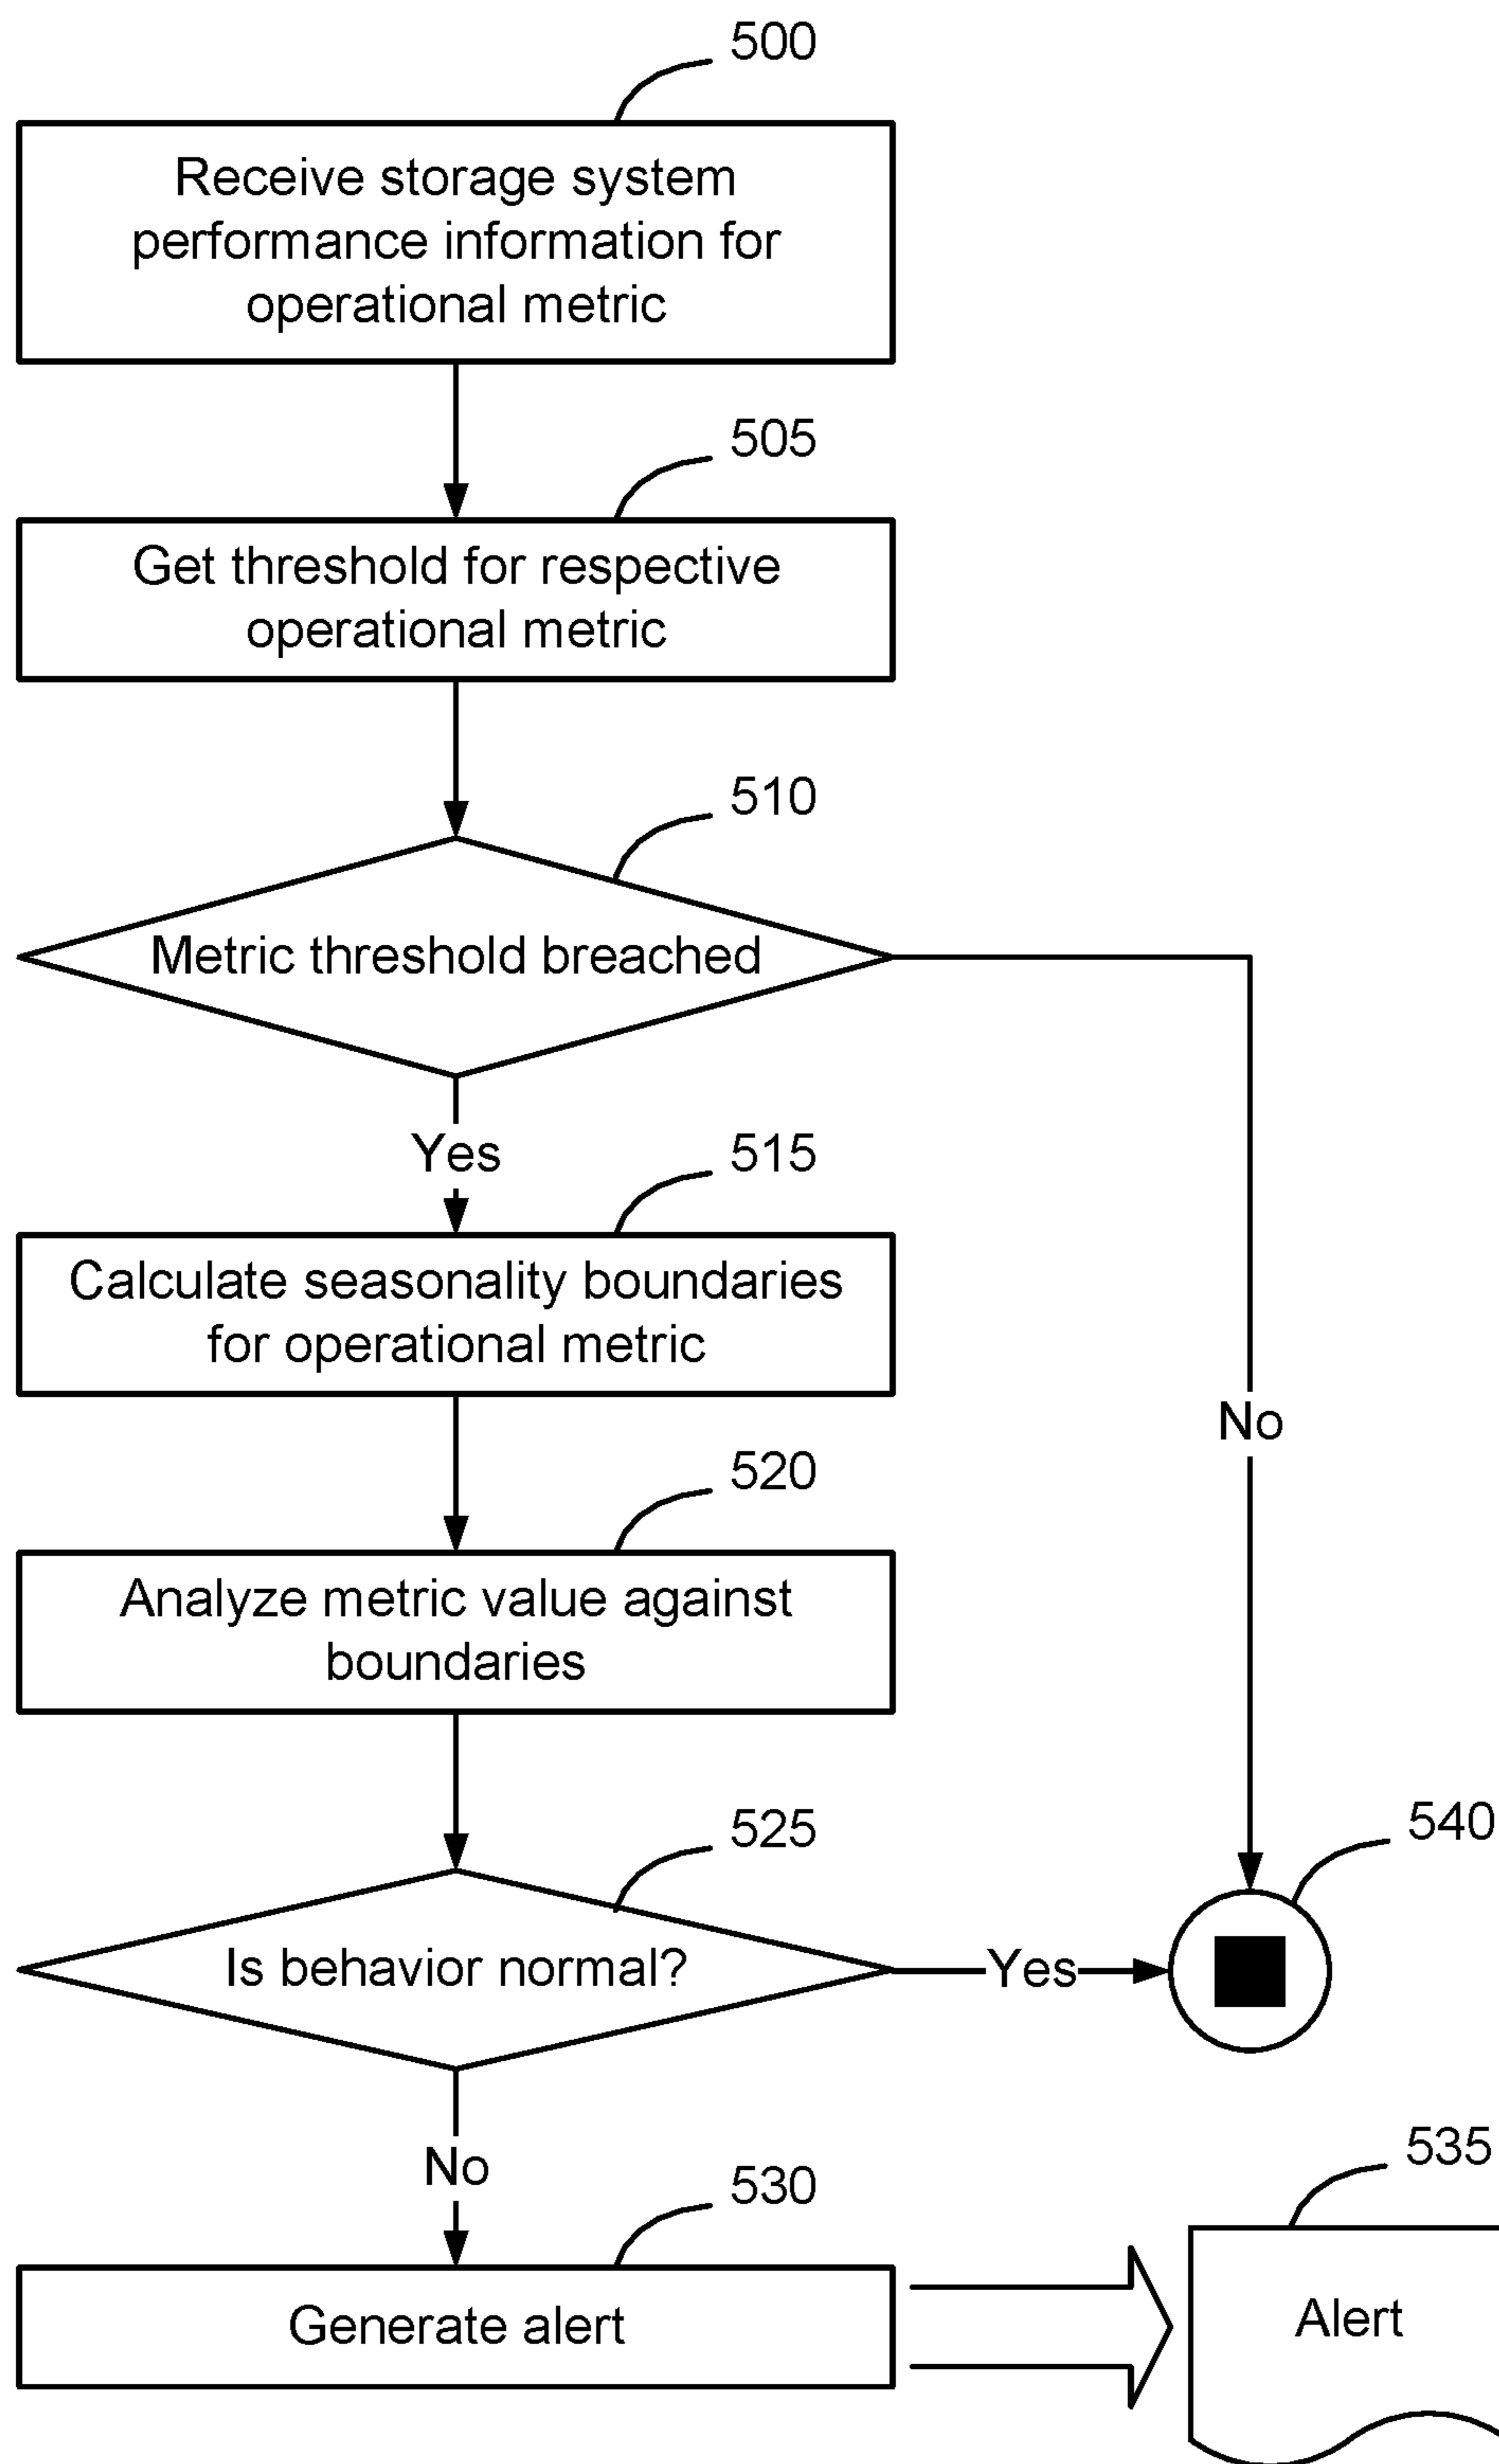 500
Receive storage system
performance information for
operational metric
505
Get threshold for respective
operational metric
510
Metric threshold breached
Yes
515
Calculate seasonality boundaries
for operational metric
No
520
Analyze metric value against
boundaries
525
540
Is behavior normal?
Yes
No
530
535
Generate alert
Alert